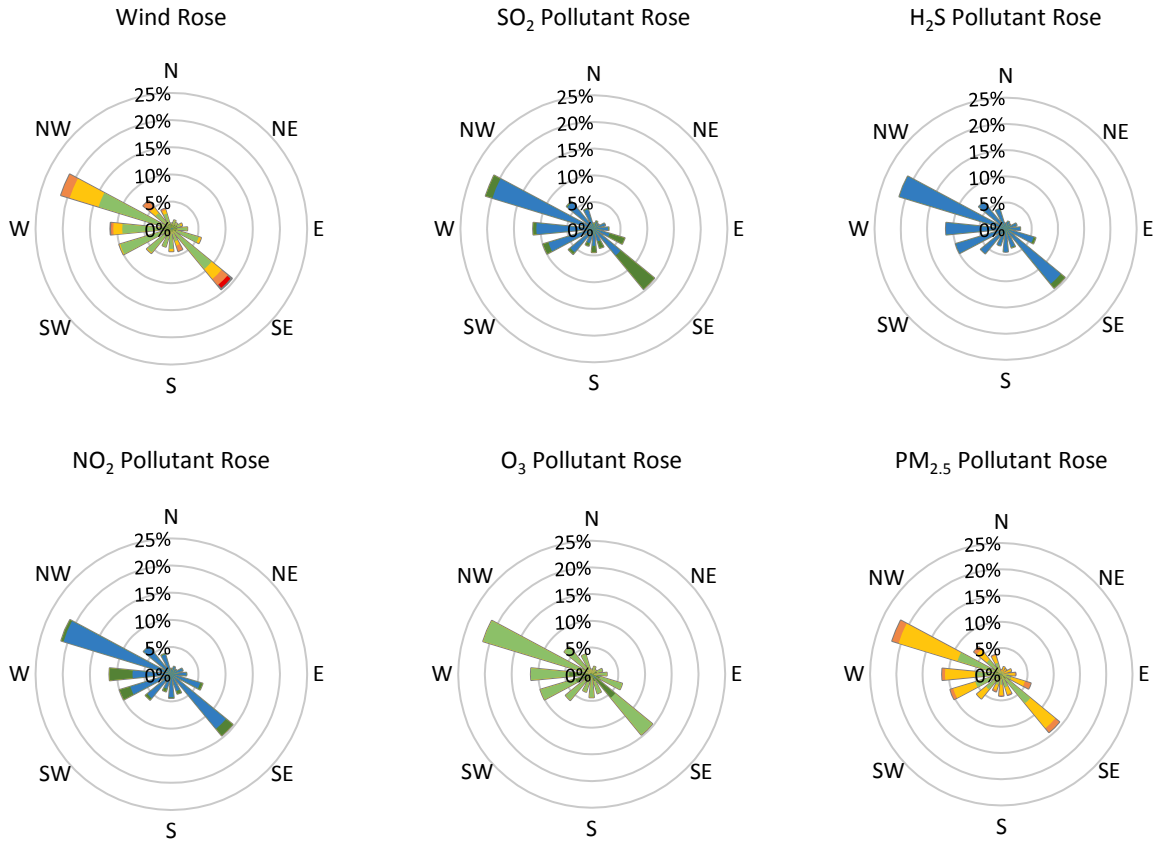 Wind Rose
N
25%
20%
15%
10%
5%
0%
NW
NE
W
E
SW
SE
S
SO₂ Pollutant Rose
N
25%
20%
15%
10%
5%
0%
NW
NE
W
E
SW
SE
S
H₂S Pollutant Rose
N
25%
20%
15%
10%
5%
0%
NW
NE
W
E
SW
SE
S
NO₂ Pollutant Rose
N
25%
20%
15%
10%
5%
0%
NW
NE
W
E
SW
SE
S
O₃ Pollutant Rose
N
25%
20%
15%
10%
5%
0%
NW
NE
W
E
SW
SE
S
PM₂.₅ Pollutant Rose
N
25%
20%
15%
10%
5%
0%
NW
NE
W
E
SW
SE
S